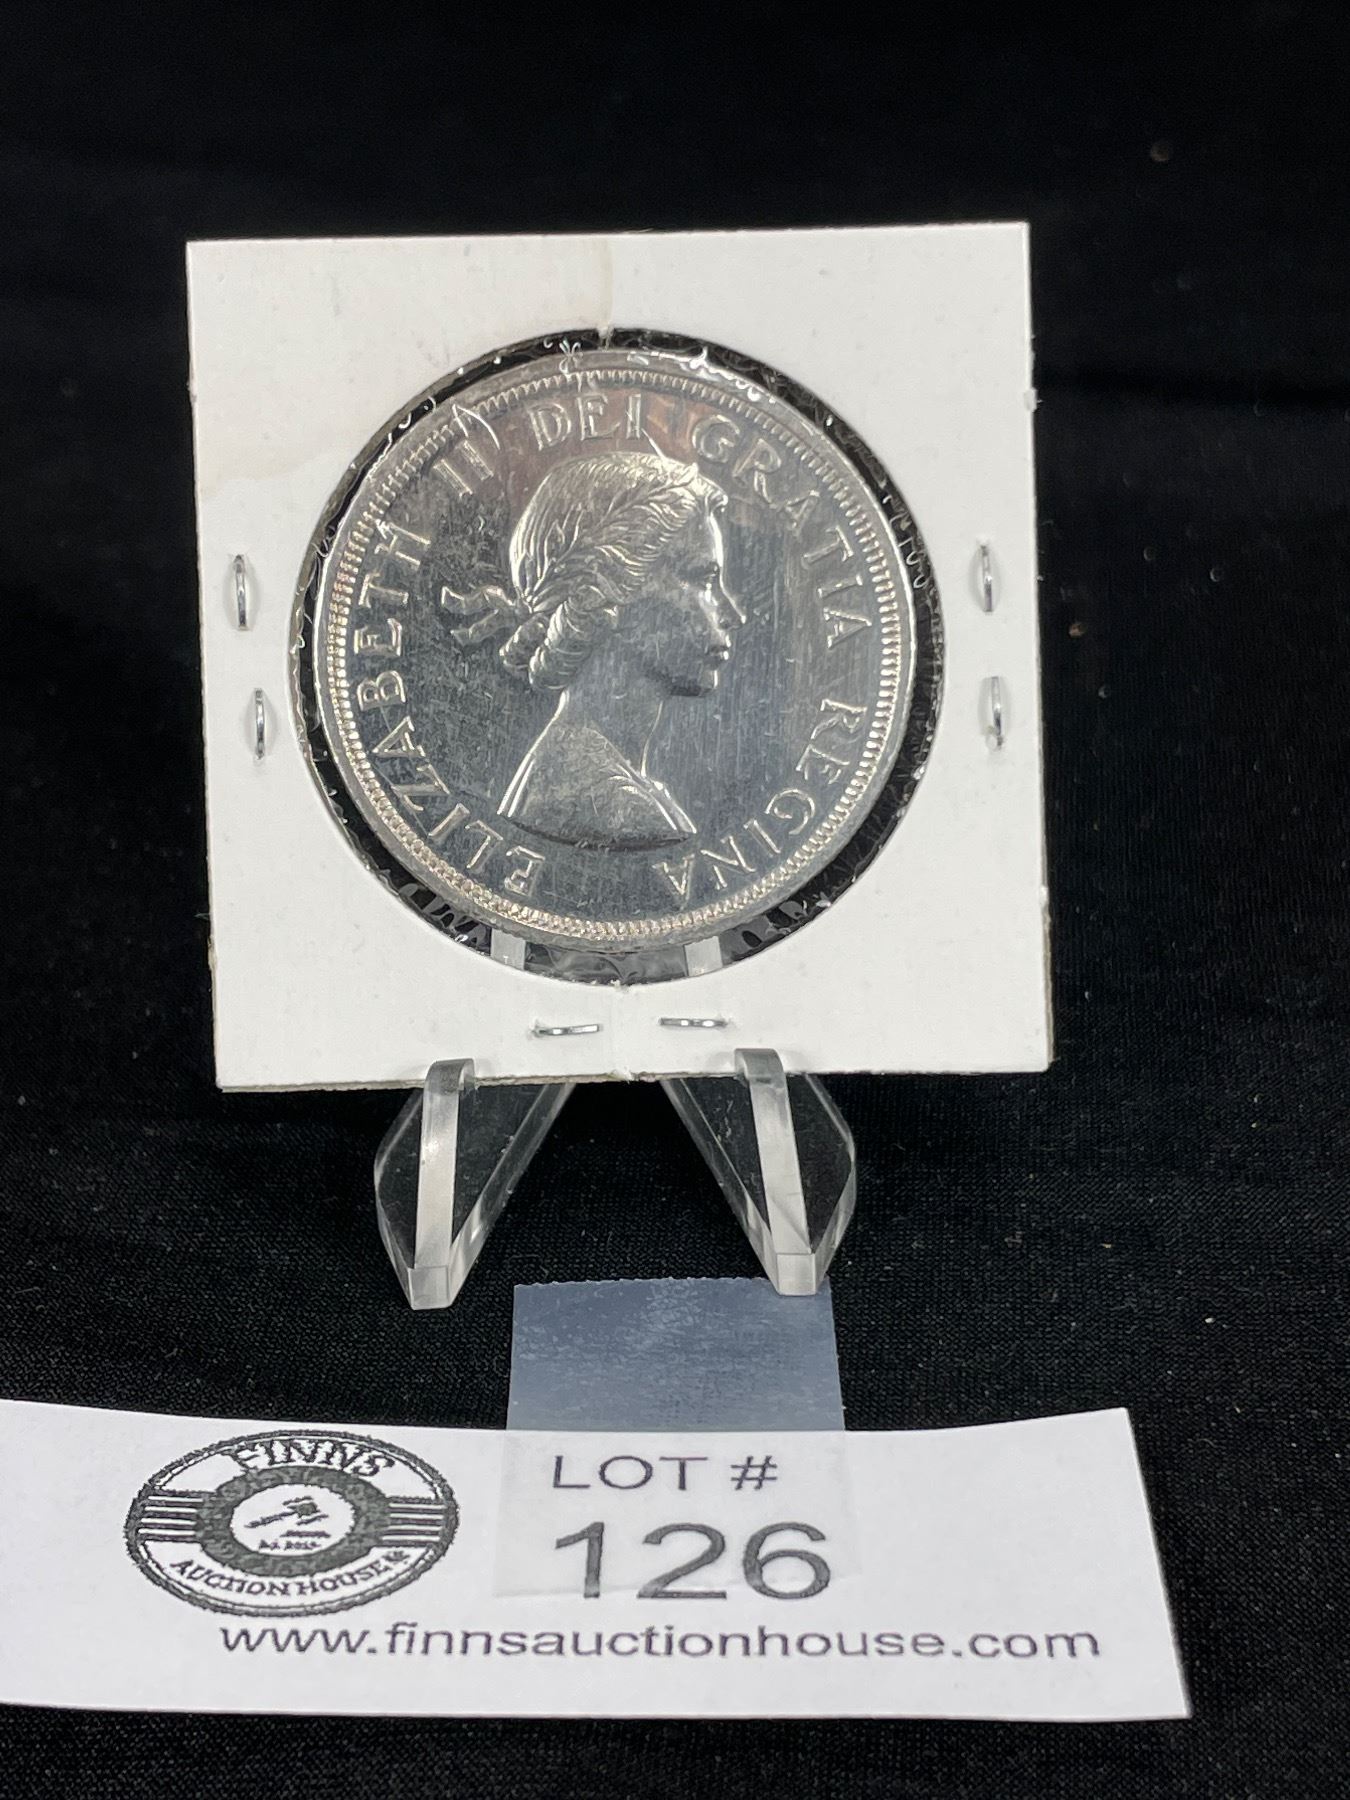 ELIZABETH II DEI GRATIA REGINA
FINNS
AUCTION HOUSE
LOT #
126
www.finnsauctionhouse.com